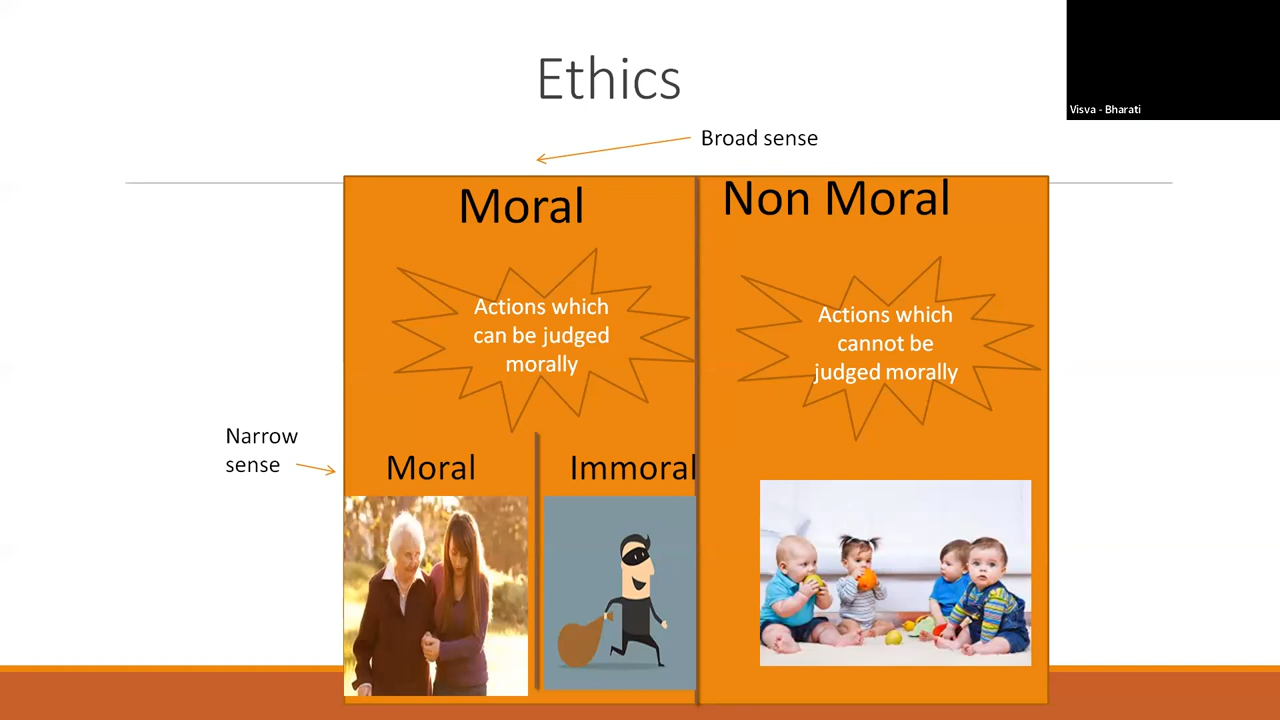 Ethics
Visva - Bharati
Broad sense
Moral
Non Moral
Actions which
can be judged
morally
Actions which
cannot be
judged morally
Narrow
sense
Moral
Immoral